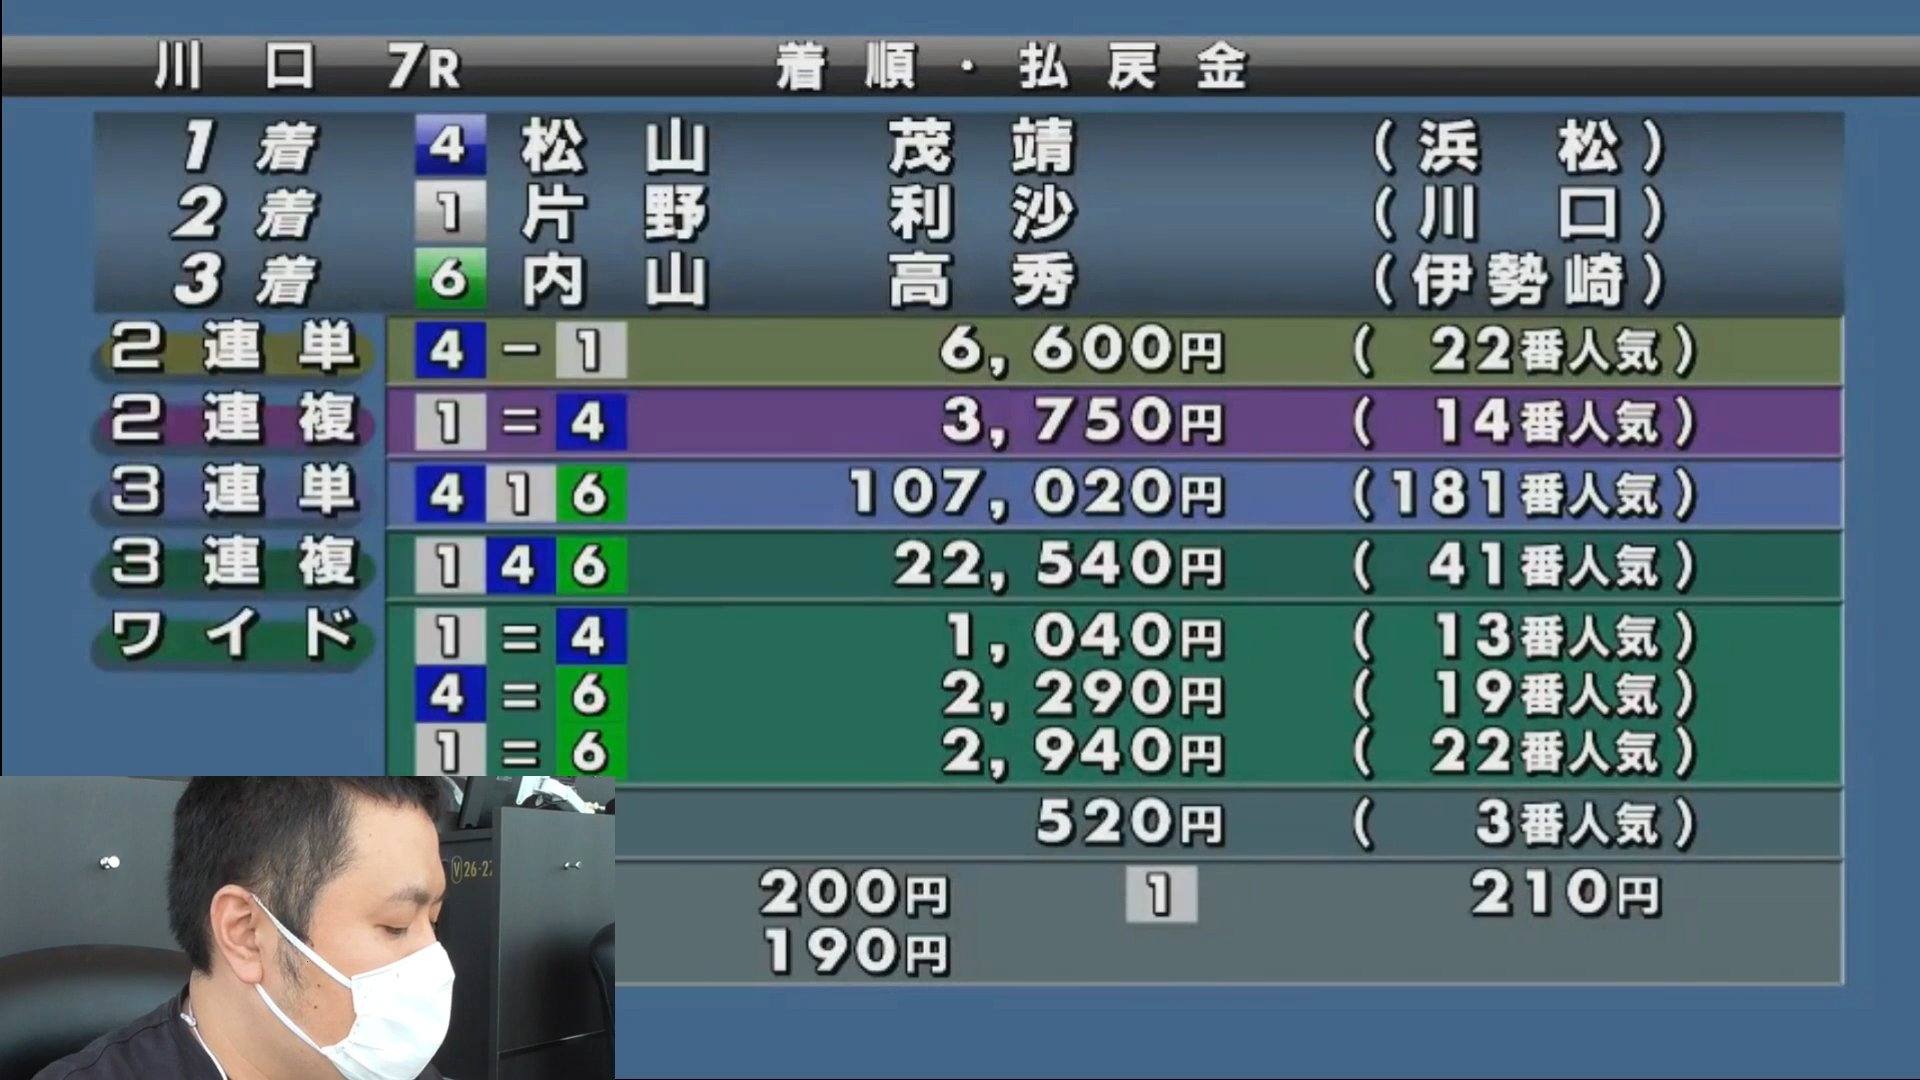 川口 7R 着順・払戻金
1着 4 松山 茂靖 (浜松)
2着 1 片野 利沙 (川口)
3着 6 内山 高秀 (伊勢崎)
2連単 4-1 6,600円 (22番人気)
2連複 1=4 3,750円 (14番人気)
3連単 4 1 6 107,020円 (181番人気)
3連複 1 4 6 22,540円 (41番人気)
ワイド 1=4 1,040円 (13番人気)
4=6 2,290円 (19番人気)
1=6 2,940円 (22番人気)
520円 (3番人気)
200円 1 210円
190円